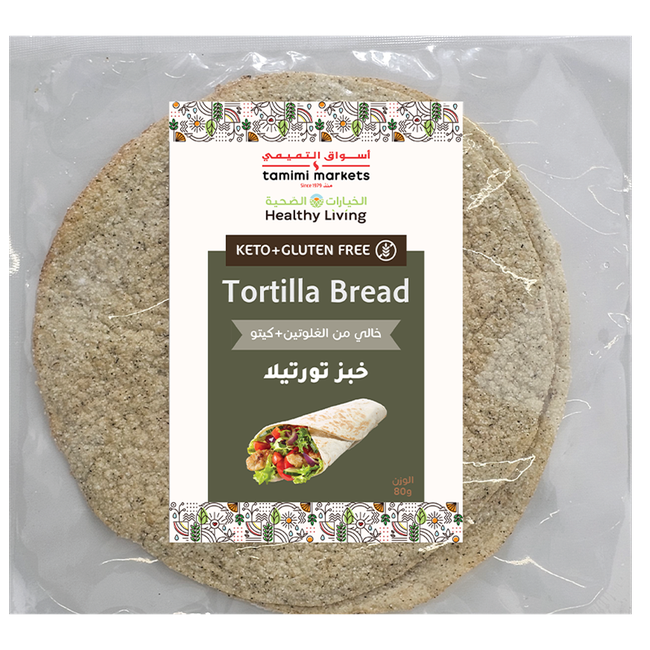 أسواق التميمي
tamimi markets
Since 1979 منذ
الخيارات الصحية
Healthy Living
KETO+GLUTEN FREE
Tortilla Bread
خالي من الغلوتين+كيتو
خبز تورتيلا
الوزن
80g